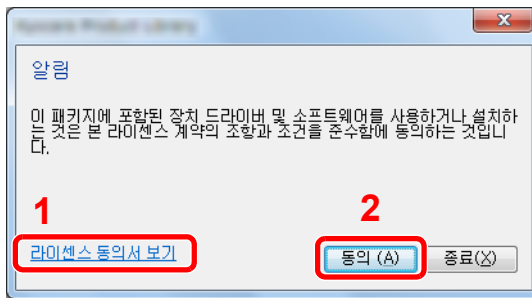 알림
이 패키지에 포함된 장치 드라이버 및 소프트웨어를 사용하거나 설치하
는 것은 본 라이센스 계약의 조항과 조건을 준수함에 동의하는 것입니
다.
1
2
라이센스 동의서 보기
동의 (A)
종료(X)